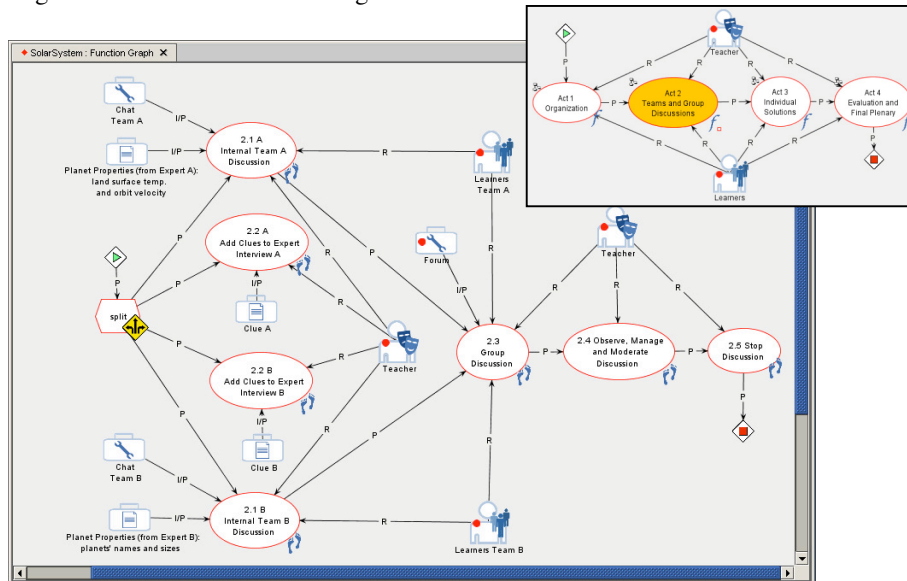 SolarSystem : Function Graph
Chat
Team A
I/P
Planet Properties (from Expert A):
land surface temp.
and orbit velocity
I/P
2.1 A
Internal Team A
Discussion
R
Learners
Team A
2.2 A
Add Clues to Expert
Interview A
I/P
Clue A
P
split
P
P
P
P
R
R
R
R
Teacher
2.2 B
Add Clues to Expert
Interview B
I/P
Clue B
Chat
Team B
I/P
Planet Properties (from Expert B):
planets' names and sizes
I/P
2.1 B
Internal Team B
Discussion
R
Learners Team B
P
P
R
R
Forum
I/P
2.3
Group
Discussion
P
2.4 Observe, Manage
and Moderate
Discussion
P
2.5 Stop
Discussion
P
Teacher
R
R
R
Teacher
P
R
R
R
R
Act 1
Organization
P
Act 2
Teams and Group
Discussions
P
Act 3
Individual
Solutions
P
Act 4
Evaluation and
Final Plenary
P
f
f
f
f
R
R
R
R
Learners